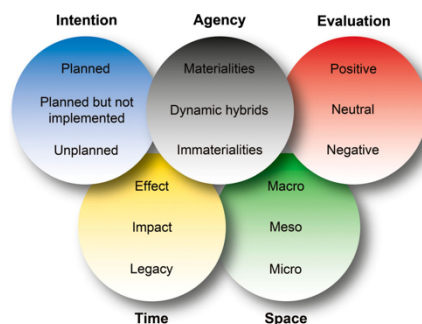 Intention
Agency
Evaluation
Planned
Planned but not
implemented
Unplanned
Materialities
Dynamic hybrids
Immaterialities
Positive
Neutral
Negative
Effect
Impact
Legacy
Macro
Meso
Micro
Time
Space